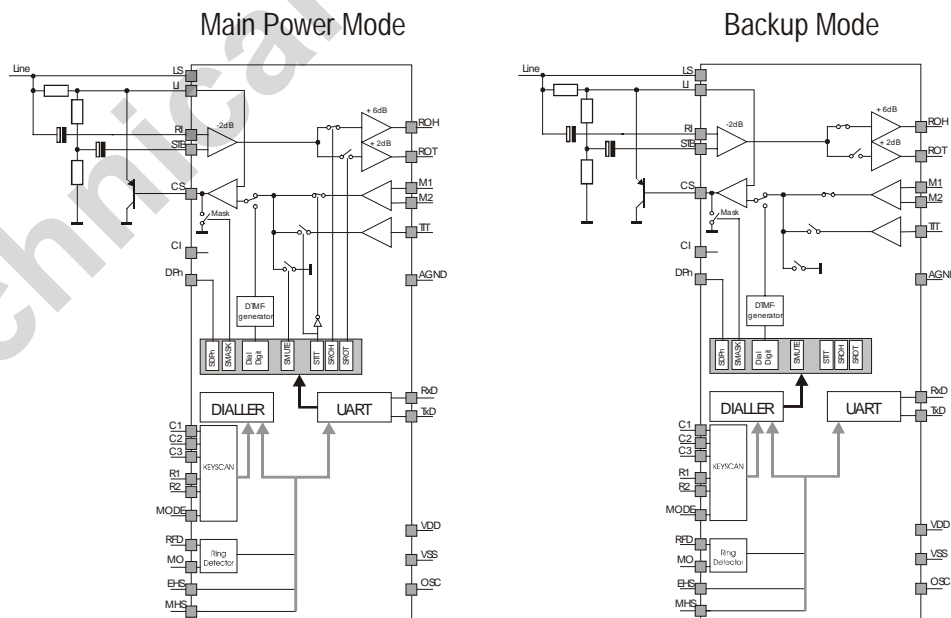 Main Power Mode
Line
LS
LI
RI
STB
CS
CI
DPn
-2dB
+ 6dB
+ 2dB
ROH
ROT
M1
M2
TIT
AGND
Mask
DTMF-
generator
SDPn
SMASK
Dial
Digit
SMUTE
STIT
SROH
SROT
DIALLER
UART
RxD
TxD
C1
C2
C3
R1
R2
MODE
KEYSCAN
RFD
MO
Ring
Detector
EHS
MHS
VDD
VSS
OSC
Backup Mode
Line
LS
LI
RI
STB
CS
CI
DPn
-2dB
+ 6dB
+ 2dB
ROH
ROT
M1
M2
TIT
AGND
Mask
DTMF-
generator
SDPn
SMASK
Dial
Digit
SMUTE
STIT
SROH
SROT
DIALLER
UART
RxD
TxD
C1
C2
C3
R1
R2
MODE
KEYSCAN
RFD
MO
Ring
Detector
EHS
MHS
VDD
VSS
OSC